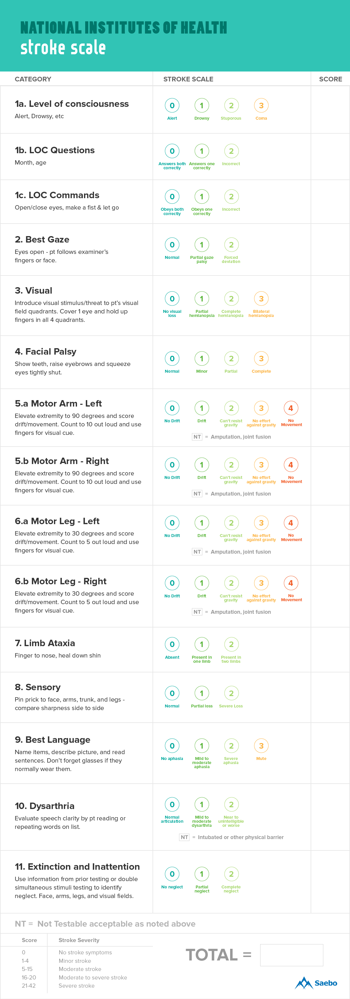 NATIONAL INSTITUTES OF HEALTH
stroke scale
CATEGORY STROKE SCALE SCORE
1a. Level of consciousness
Alert, Drowsy, etc
0 1 2 3
Alert Drowsy Stuporous Coma
1b. LOC Questions
Month, age
0 1 2
Answers both Answers one Incorrect
correctly correctly
1c. LOC Commands
Open/close eyes, make a fist & let go
0 1 2
Obeys both Obeys one Incorrect
correctly correctly
2. Best Gaze
Eyes open - pt follows examiner’s
fingers or face.
0 1 2
Normal Partial gaze Forced
palsy deviation
3. Visual
Introduce visual stimulus/threat to pt’s visual
field quadrants. Cover 1 eye and hold up
fingers in all 4 quadrants.
0 1 2 3
No visual Partial Complete Bilateral
loss hemianopsia hemianopsia hemianopsia
4. Facial Palsy
Show teeth, raise eyebrows and squeeze
eyes tightly shut.
0 1 2 3
Normal Minor Partial Complete
5.a Motor Arm - Left
Elevate extremity to 90 degrees and score
drift/movement. Count to 10 out loud and use
fingers for visual cue.
0 1 2 3 4
No Drift Drift Can’t resist No effort No
gravity against gravity Movement
NT = Amputation, joint fusion
5.b Motor Arm - Right
Elevate extremity to 90 degrees and score
drift/movement. Count to 10 out loud and use
fingers for visual cue.
0 1 2 3 4
No Drift Drift Can’t resist No effort No
gravity against gravity Movement
NT = Amputation, joint fusion
6.a Motor Leg - Left
Elevate extremity to 30 degrees and score
drift/movement. Count to 5 out loud and use
fingers for visual cue.
0 1 2 3 4
No Drift Drift Can’t resist No effort No
gravity against gravity Movement
NT = Amputation, joint fusion
6.b Motor Leg - Right
Elevate extremity to 30 degrees and score
drift/movement. Count to 5 out loud and use
fingers for visual cue.
0 1 2 3 4
No Drift Drift Can’t resist No effort No
gravity against gravity Movement
NT = Amputation, joint fusion
7. Limb Ataxia
Finger to nose, heal down shin
0 1 2
Absent Present in Present in
one limb two limbs
8. Sensory
Pin prick to face, arms, trunk, and legs -
compare sharpness side to side
0 1 2
Normal Partial loss Severe Loss
9. Best Language
Name items, describe picture, and read
sentences. Don’t forget glasses if they
normally wear them.
0 1 2 3
No aphasia Mild to Severe Mute
moderate aphasia
aphasia
10. Dysarthria
Evaluate speech clarity by pt reading or
repeating words on list.
0 1 2
Normal Mild to Near to
articulation moderate unintelligible
dysarthria or worse
NT = Intubated or other physical barrier
11. Extinction and Inattention
Use information from prior testing or double
simultaneous stimuli testing to identify
neglect. Face, arms, legs, and visual fields.
0 1 2
No neglect Partial Complete
neglect neglect
NT = Not Testable acceptable as noted above
Score Stroke Severity
0 No stroke symptoms
1-4 Minor stroke
5-15 Moderate stroke
16-20 Moderate to severe stroke
21-42 Severe stroke
TOTAL =
Saebo